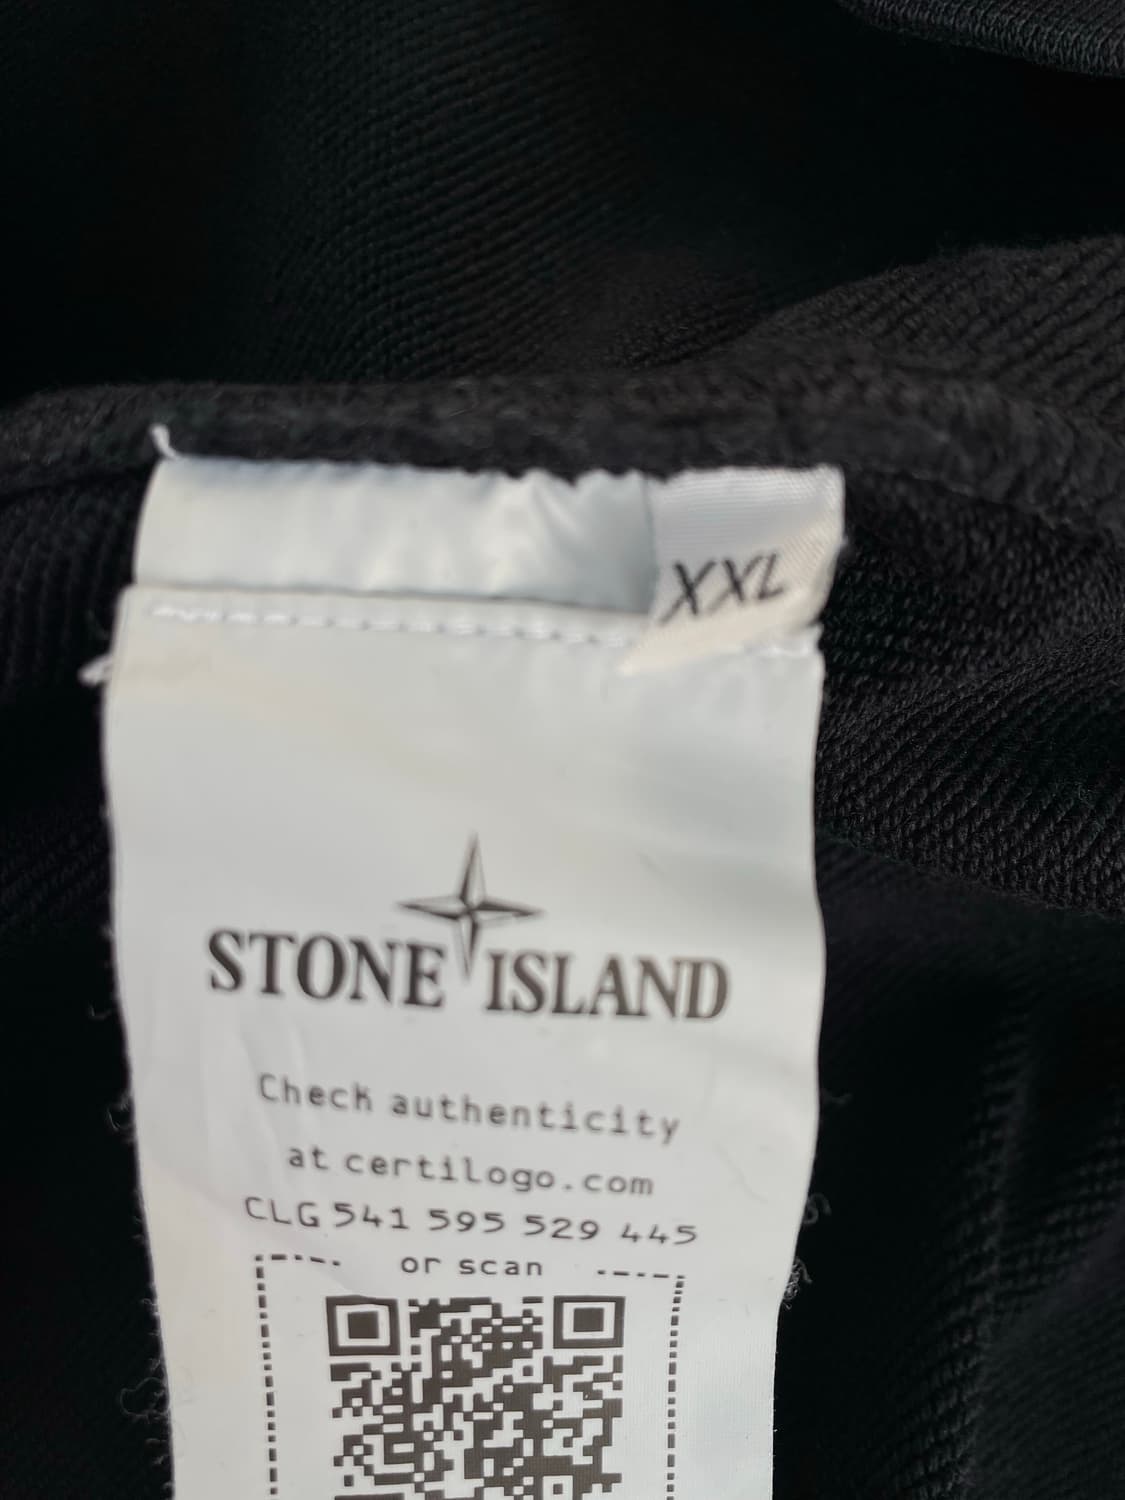 XXL
STONE ISLAND
Check authenticity
at certilogo.com
CLG 541 595 529 445
or scan